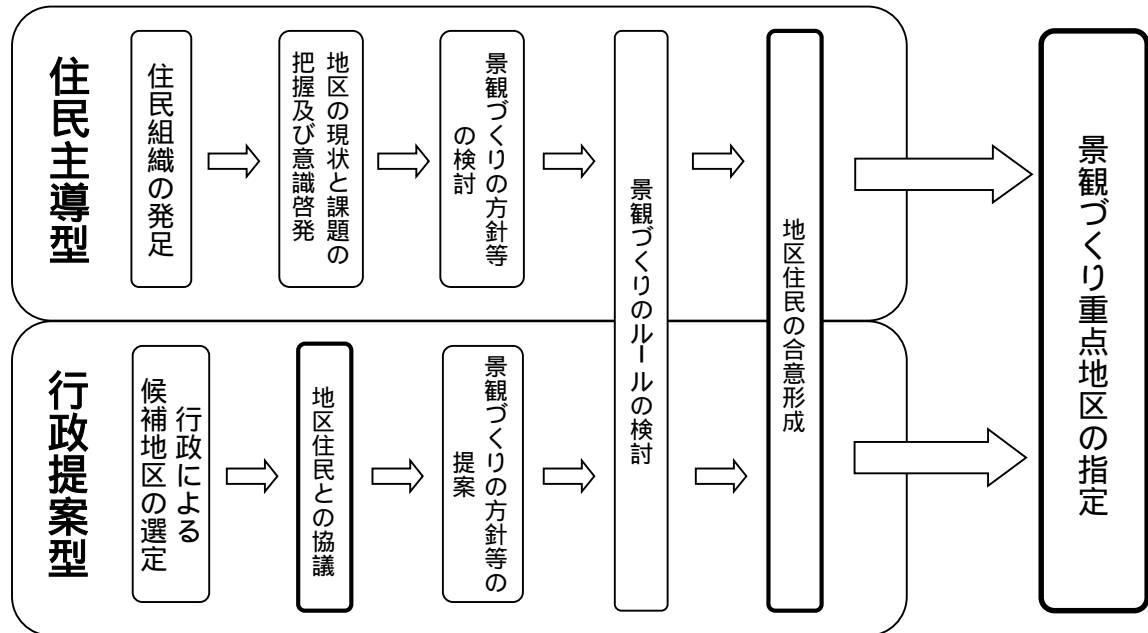 住民主導型
住民組織の発足
地区の現状と課題の
把握及び意識啓発
景観づくりの方針等
の検討
景観づくりのルールの検討
地区住民の合意形成
景観づくり重点地区の指定
行政提案型
行政による
候補地区の選定
地区住民との協議
景観づくりの方針等の
提案